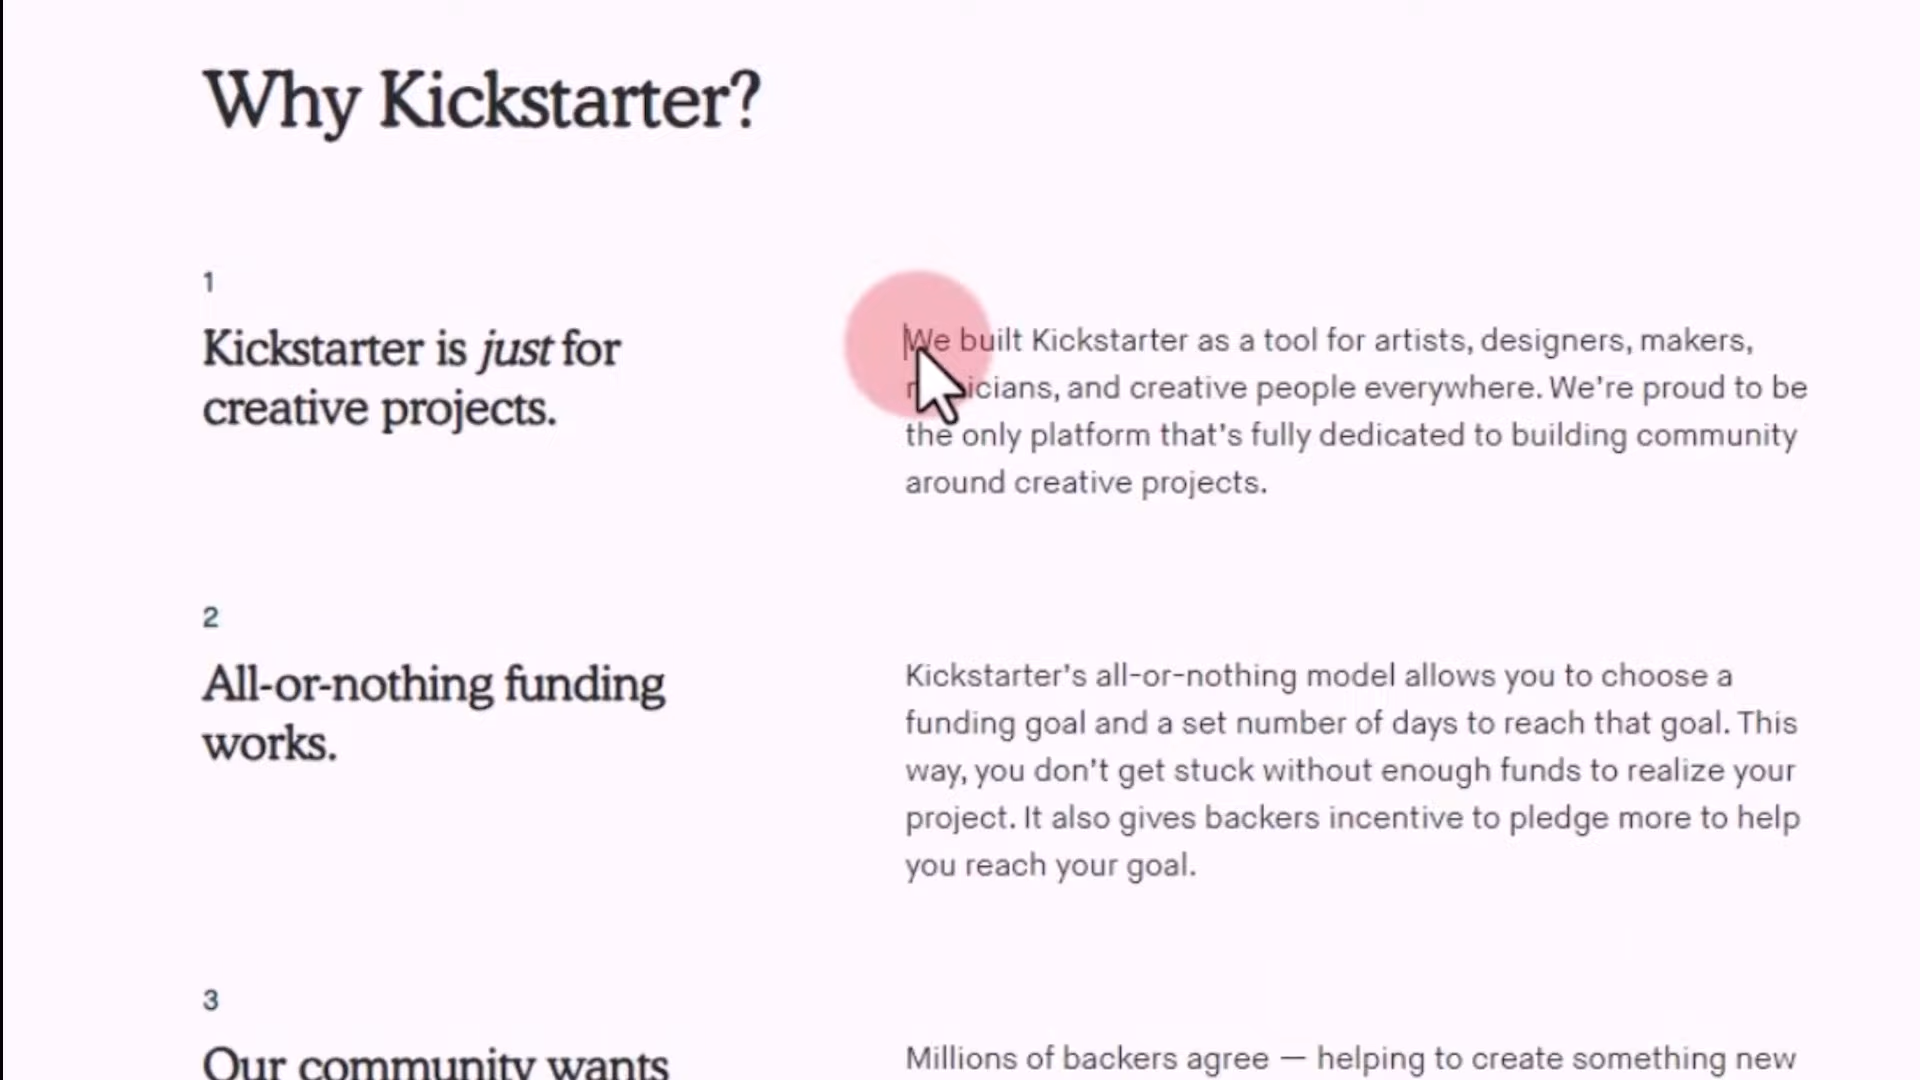 Why Kickstarter?
1
Kickstarter is just for
creative projects.
We built Kickstarter as a tool for artists, designers, makers,
musicians, and creative people everywhere. We're proud to be
the only platform that's fully dedicated to building community
around creative projects.
2
All-or-nothing funding
works.
Kickstarter's all-or-nothing model allows you to choose a
funding goal and a set number of days to reach that goal. This
way, you don't get stuck without enough funds to realize your
project. It also gives backers incentive to pledge more to help
you reach your goal.
3
Our community wants
Millions of backers agree — helping to create something new